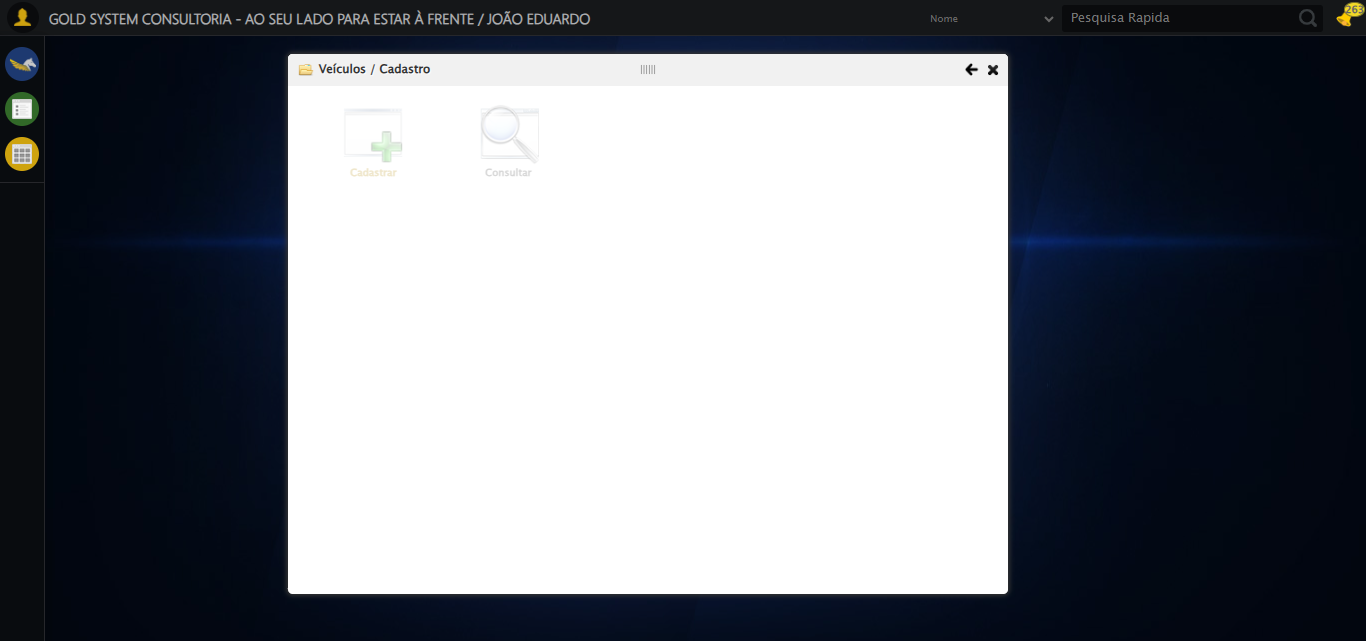 GOLD SYSTEM CONSULTORIA - AO SEU LADO PARA ESTAR À FRENTE / JOÃO EDUARDO
Nome
Pesquisa Rapida
263
Veículos / Cadastro
Cadastrar
Consultar